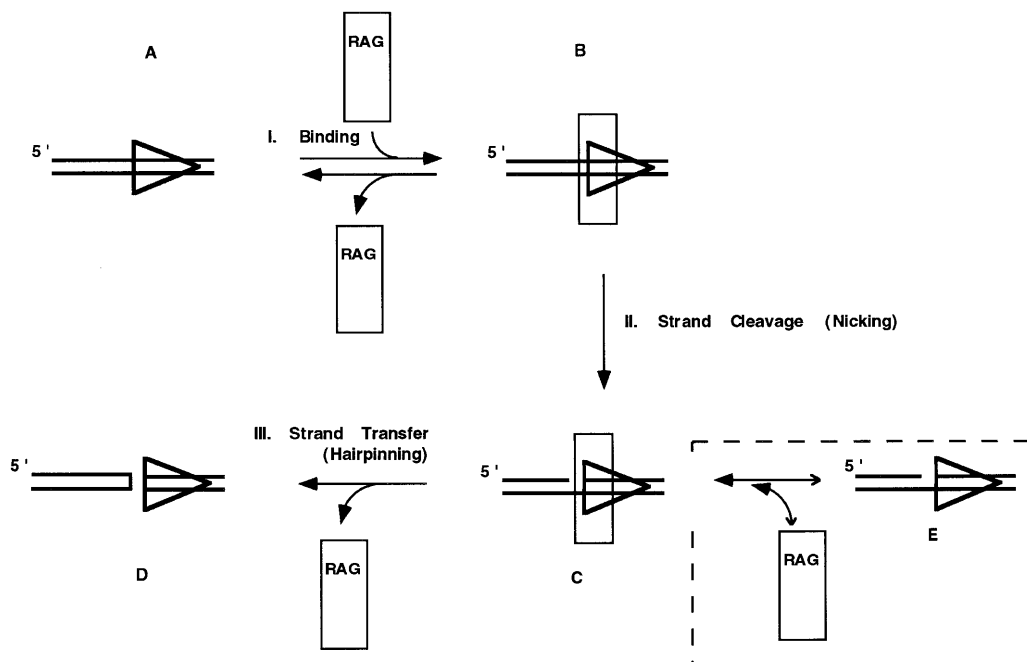 A
RAG
B
I. Binding
5'
5'
RAG
II. Strand Cleavage (Nicking)
III. Strand Transfer
(Hairpinning)
5'
5'
5'
RAG
RAG
E
D
C